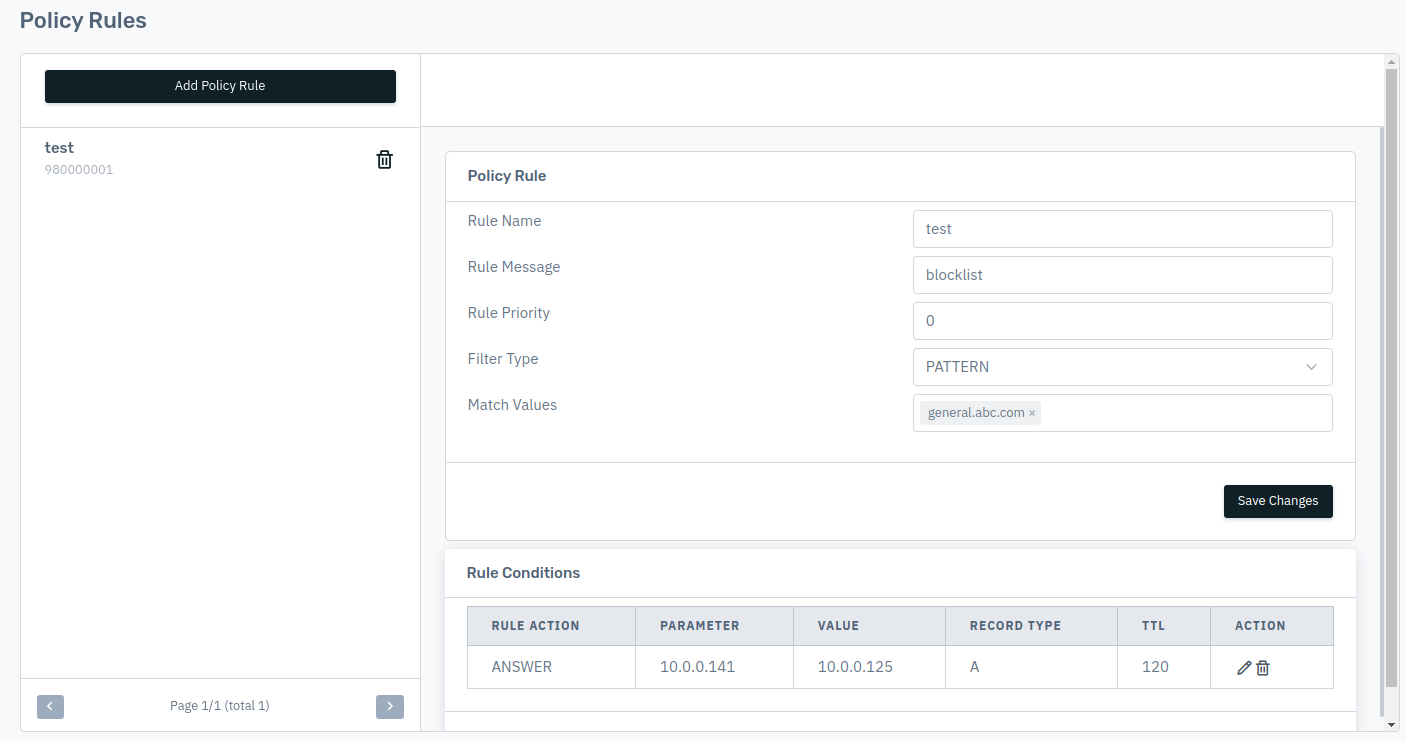 Policy Rules
Add Policy Rule
test
980000001
Page 1/1 (total 1)
Policy Rule
Rule Name
test
Rule Message
blocklist
Rule Priority
0
Filter Type
PATTERN
Match Values
general.abc.com ×
Save Changes
Rule Conditions
RULE ACTION PARAMETER VALUE RECORD TYPE TTL ACTION
ANSWER 10.0.0.141 10.0.0.125 A 120